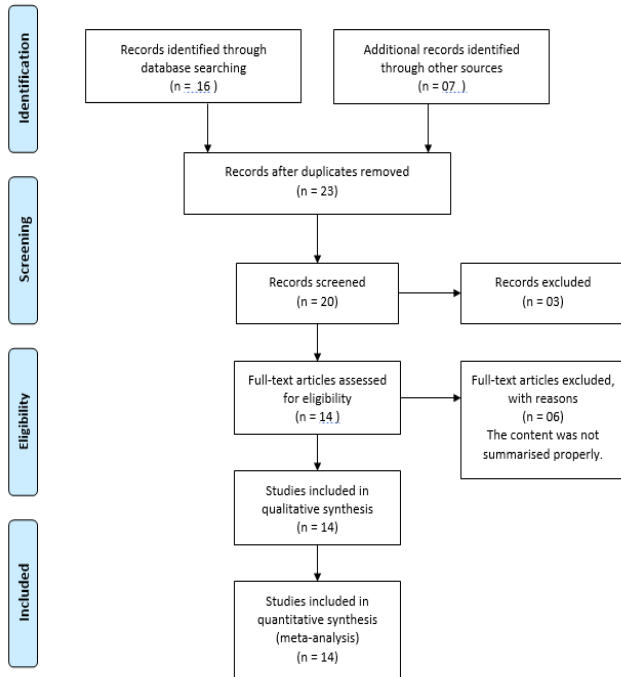 Identification
Records identified through
database searching
(n = 16 )
Additional records identified
through other sources
(n = 07 )
Records after duplicates removed
(n = 23)
Screening
Records screened
(n = 20)
Records excluded
(n = 03)
Eligibility
Full-text articles assessed
for eligibility
(n = 14 )
Full-text articles excluded,
with reasons
(n = 06)
The content was not
summarised properly.
Studies included in
qualitative synthesis
(n = 14)
Included
Studies included in
quantitative synthesis
(meta-analysis)
(n = 14)